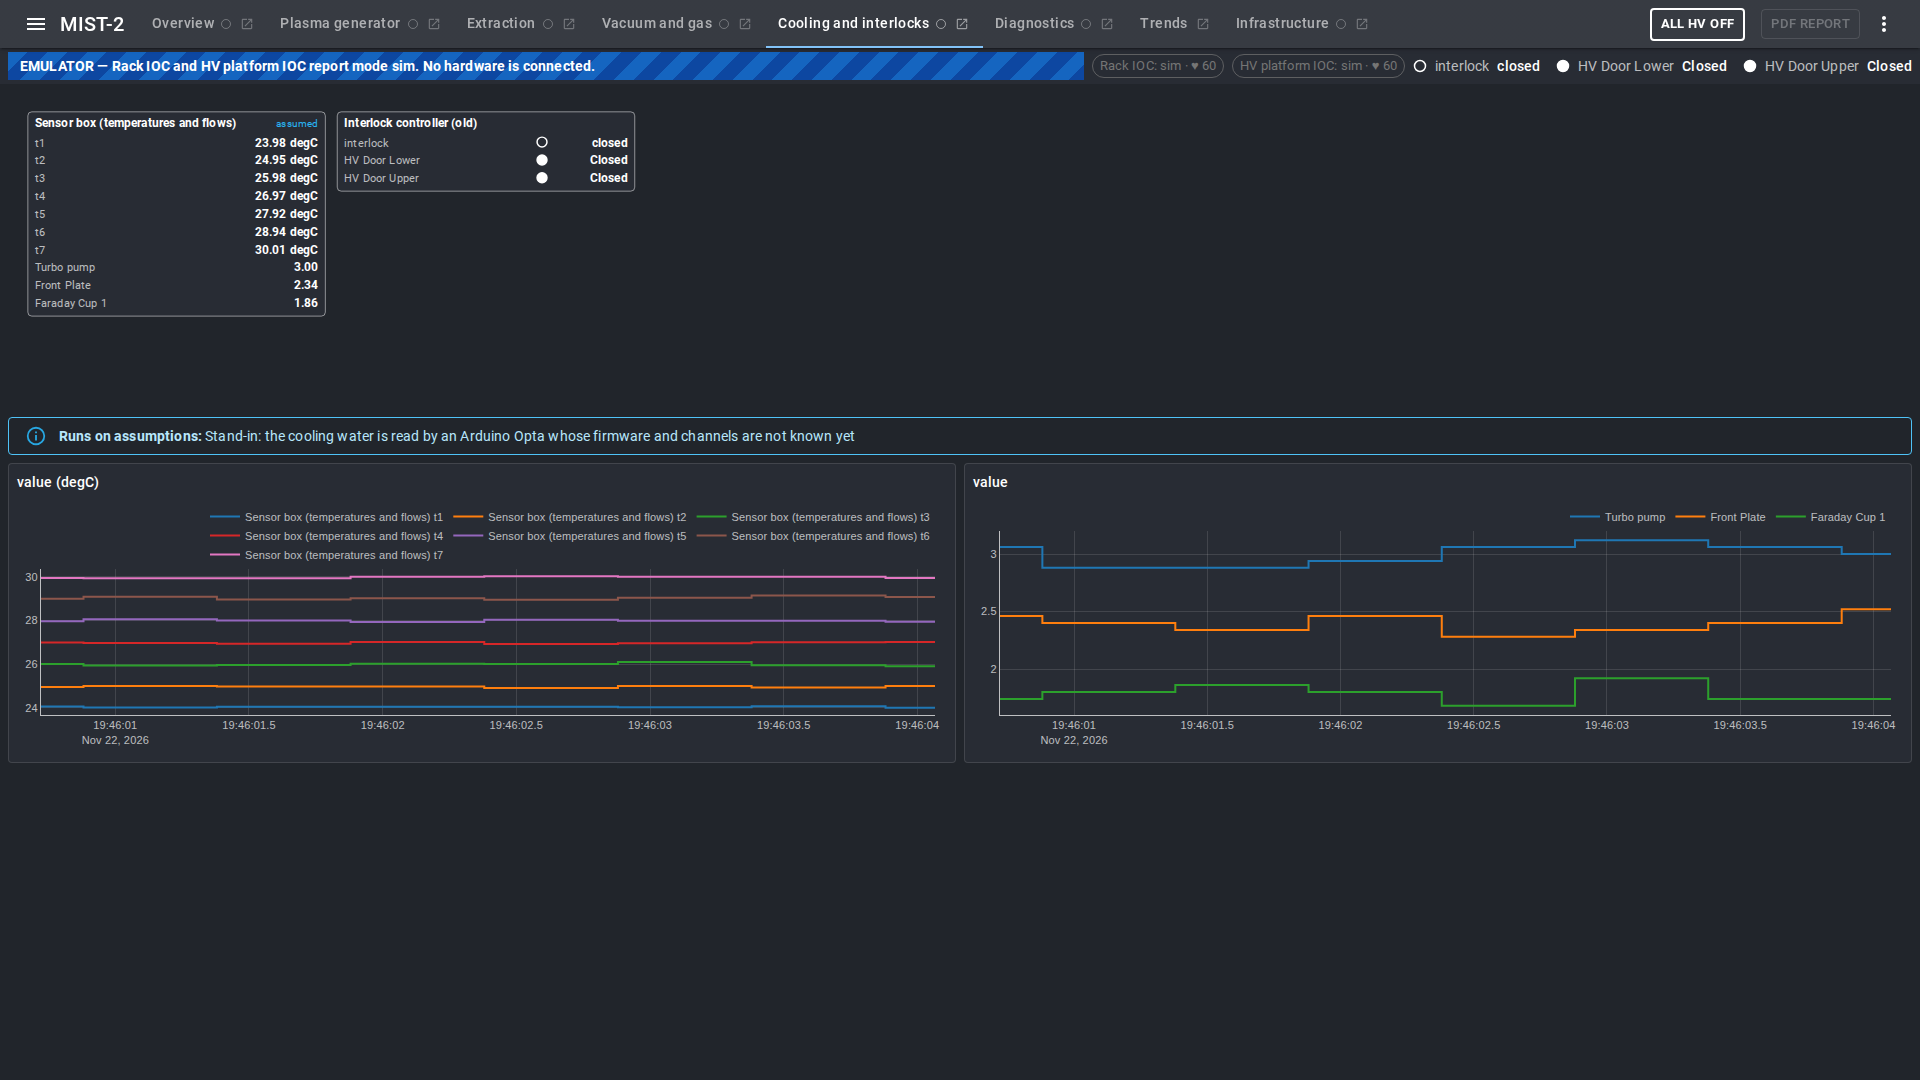 MIST-2
Overview
Plasma generator
Extraction
Vacuum and gas
Cooling and interlocks
Diagnostics
Trends
Infrastructure
ALL HV OFF
PDF REPORT
EMULATOR — Rack IOC and HV platform IOC report mode sim. No hardware is connected.
Rack IOC: sim · ♥ 60
HV platform IOC: sim · ♥ 60
interlock closed
HV Door Lower Closed
HV Door Upper Closed
Sensor box (temperatures and flows) assumed
t1 23.98 degC
t2 24.95 degC
t3 25.98 degC
t4 26.97 degC
t5 27.92 degC
t6 28.94 degC
t7 30.01 degC
Turbo pump 3.00
Front Plate 2.34
Faraday Cup 1 1.86
Interlock controller (old)
interlock closed
HV Door Lower Closed
HV Door Upper Closed
Runs on assumptions: Stand-in: the cooling water is read by an Arduino Opta whose firmware and channels are not known yet
value (degC)
Sensor box (temperatures and flows) t1 Sensor box (temperatures and flows) t2 Sensor box (temperatures and flows) t3
Sensor box (temperatures and flows) t4 Sensor box (temperatures and flows) t5 Sensor box (temperatures and flows) t6
Sensor box (temperatures and flows) t7
30
28
26
24
19:46:01 19:46:01.5 19:46:02 19:46:02.5 19:46:03 19:46:03.5 19:46:04
Nov 22, 2026
value
Turbo pump Front Plate Faraday Cup 1
3
2.5
2
19:46:01 19:46:01.5 19:46:02 19:46:02.5 19:46:03 19:46:03.5 19:46:04
Nov 22, 2026